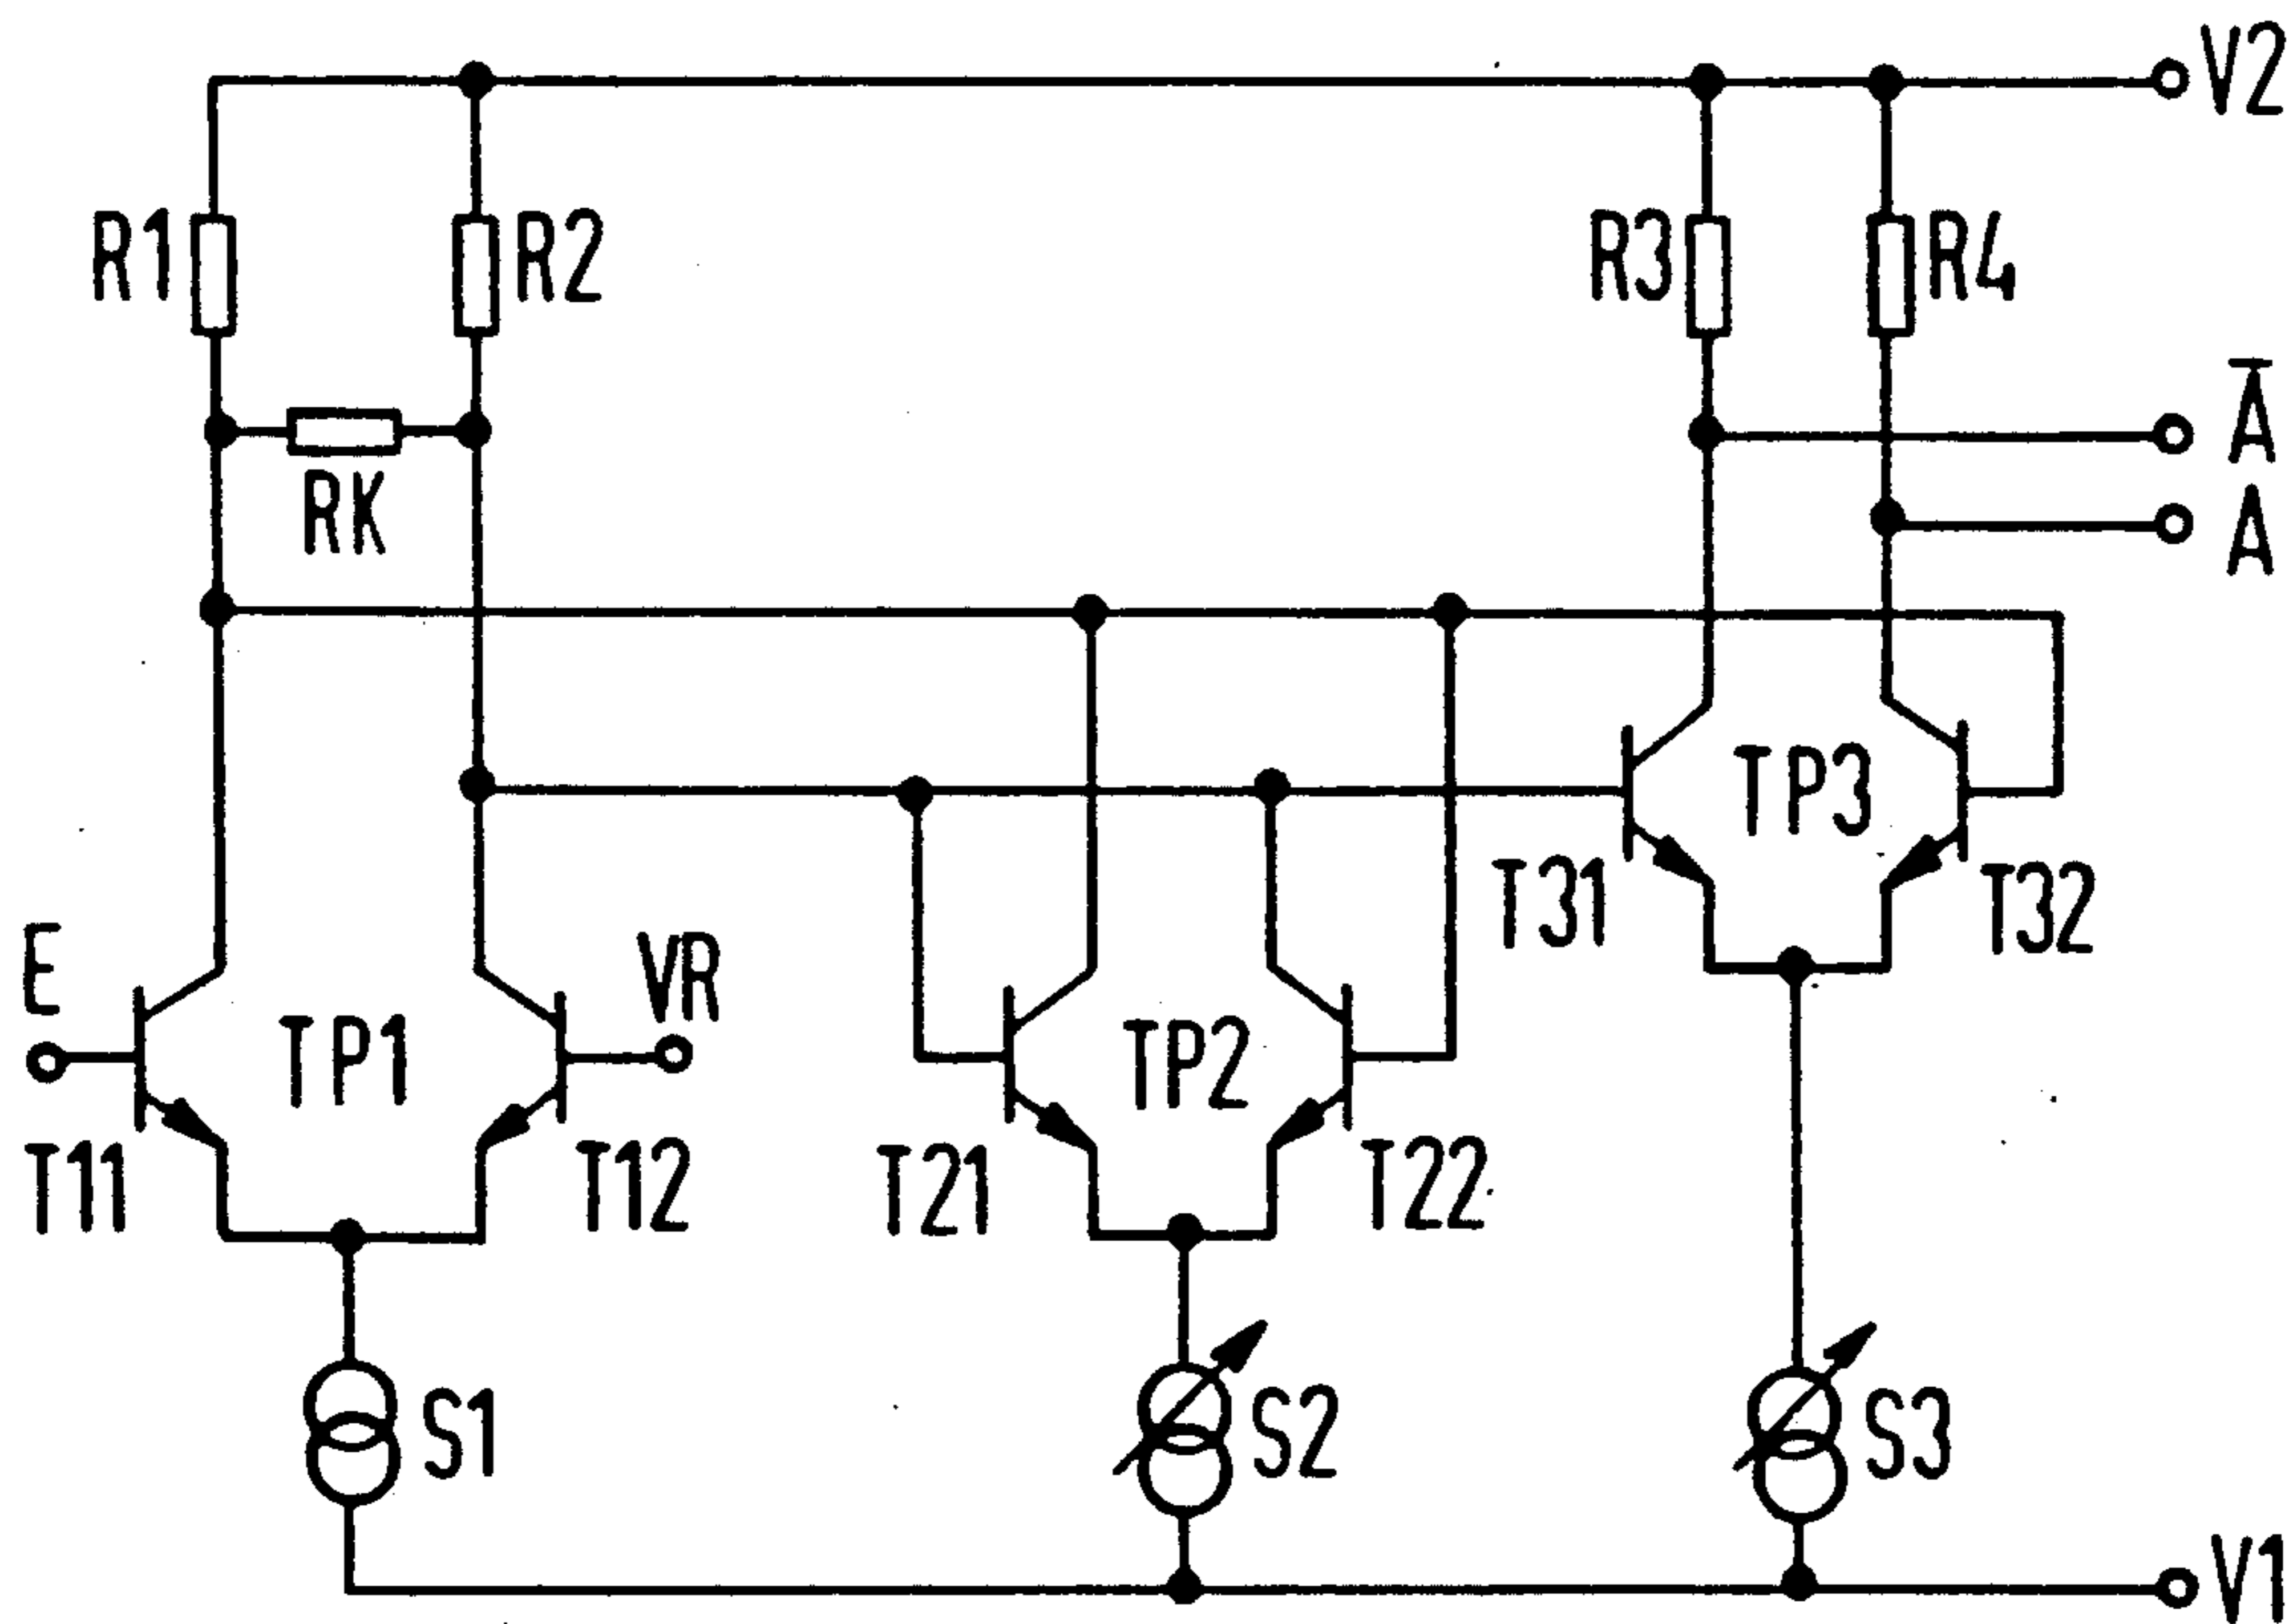 V2
R1
R2
R3
R4
Ā
RK
A
TP3
T31
T32
E
VR
TP1
TP2
T11
T12
T21
T22
S1
S2
S3
V1